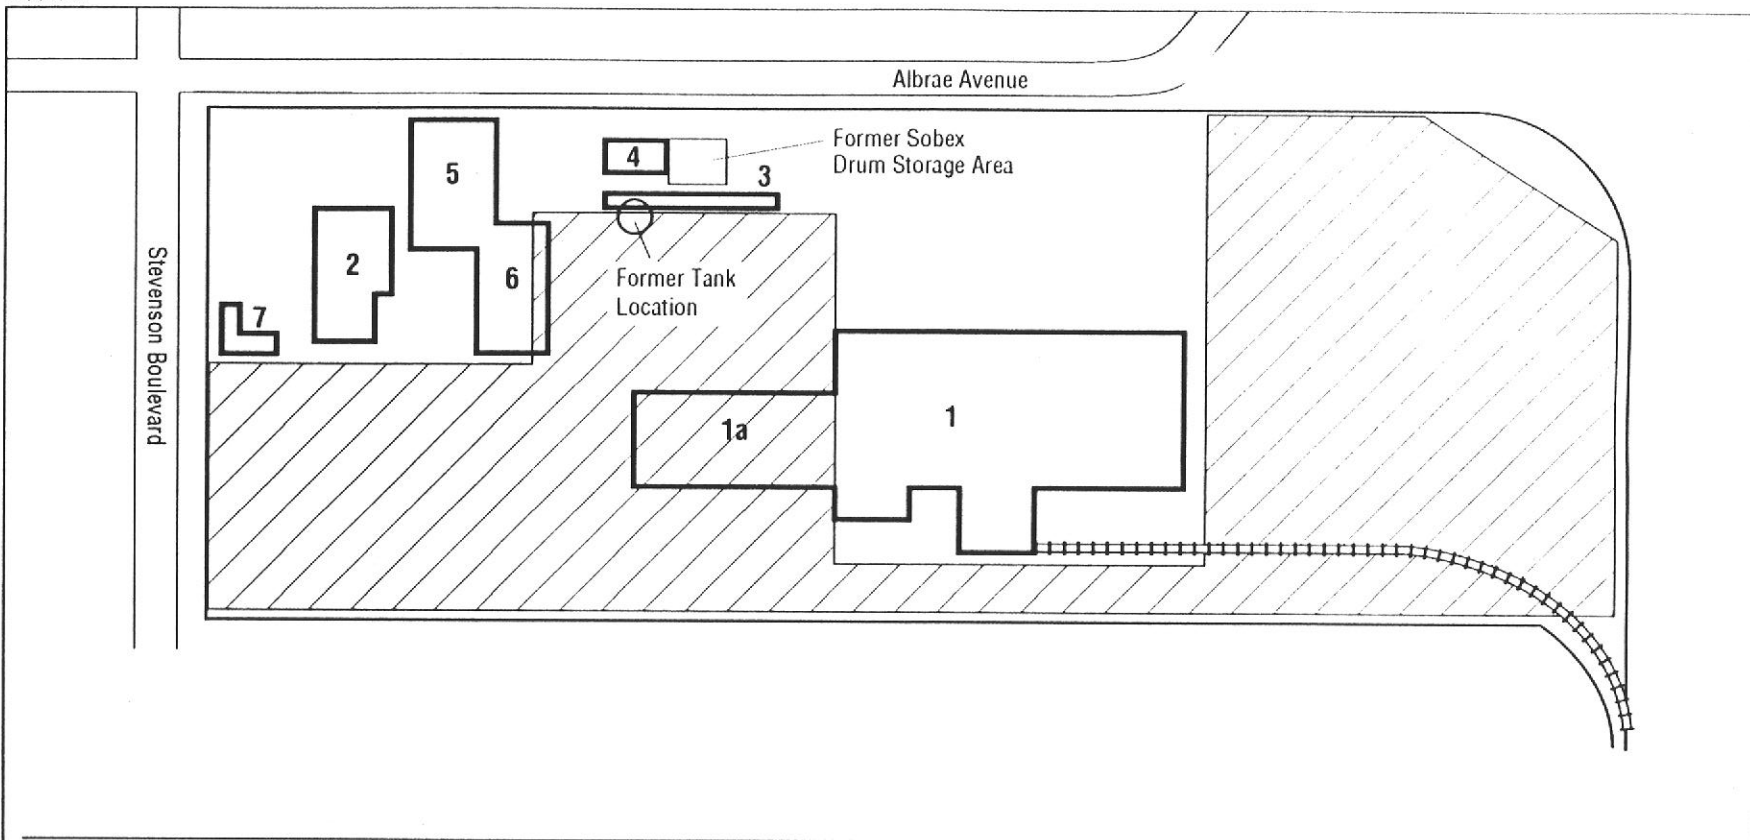 Albrae Avenue
Former Sobex
Drum Storage Area
4
3
5
2
6
7
Former Tank
Location
Stevenson Boulevard
1a
1